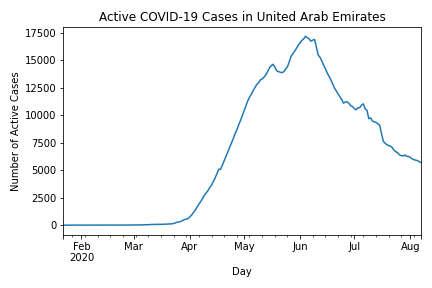 Active COVID-19 Cases in United Arab Emirates
Number of Active Cases
17500
15000
12500
10000
7500
5000
2500
0
Feb Mar Apr May Jun Jul Aug
2020
Day